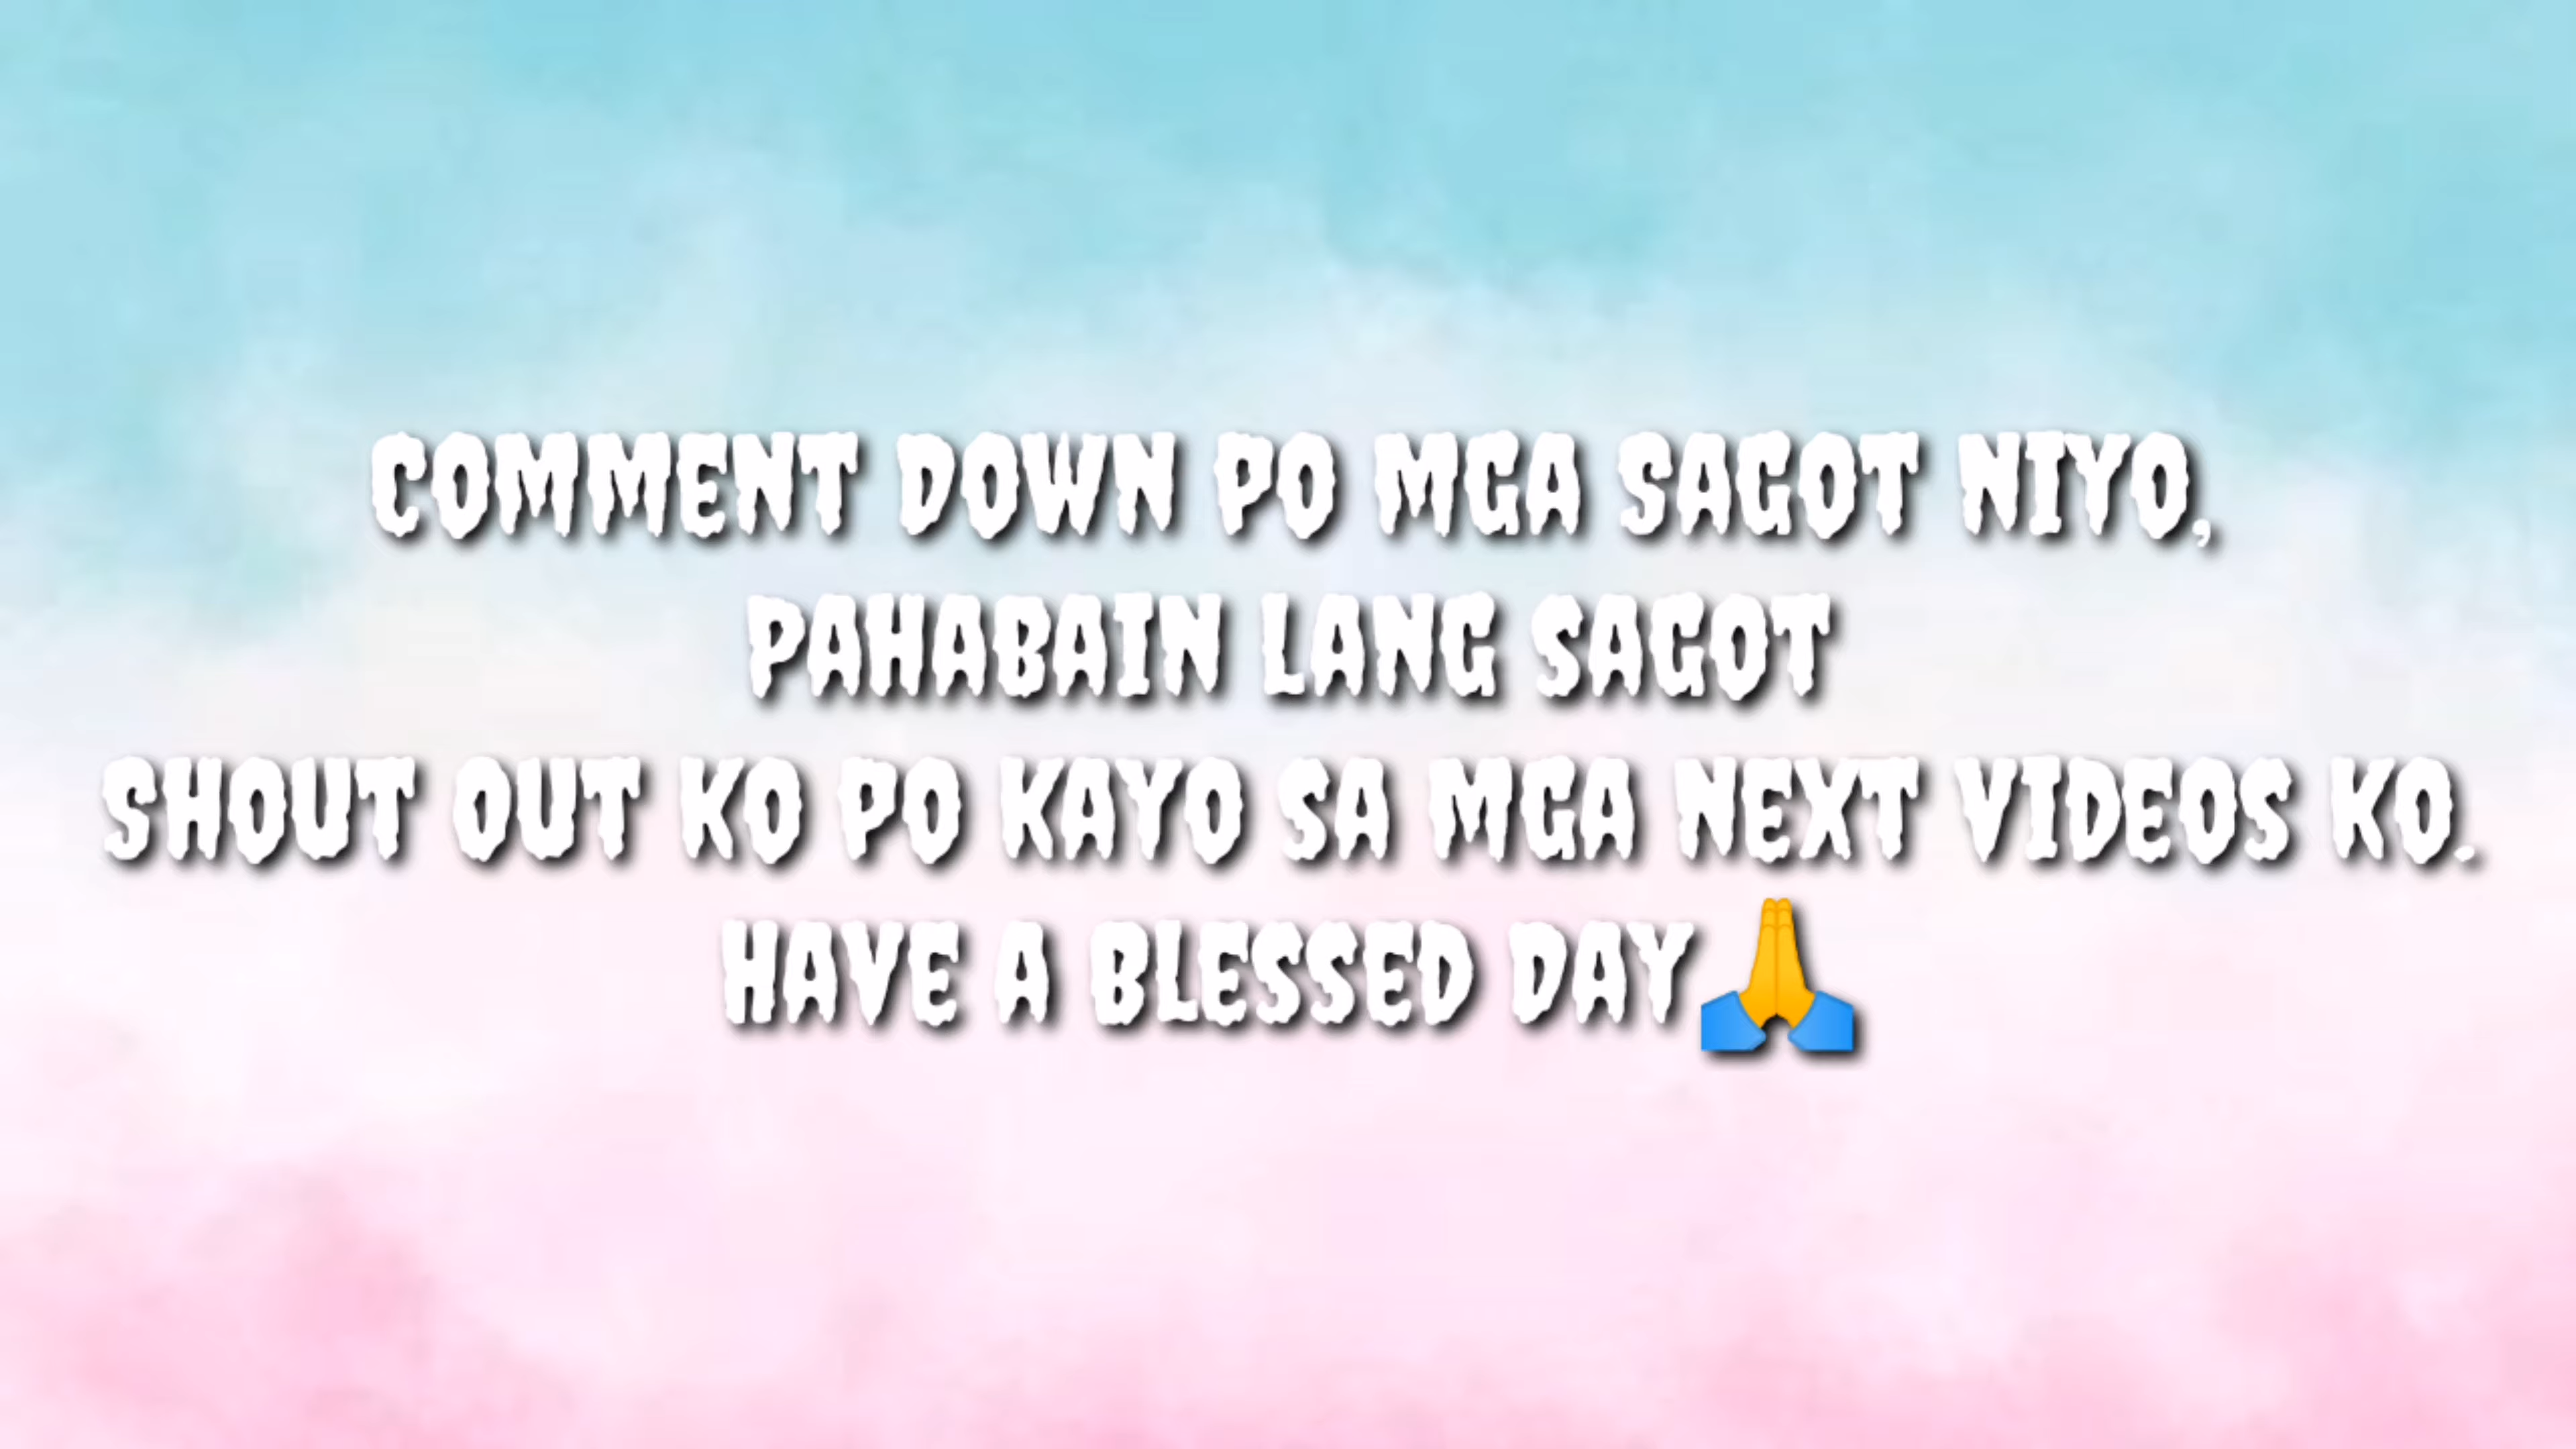 COMMENT DOWN PO MGA SAGOT NIYO,
PAHABAIN LANG SAGOT
SHOUT OUT KO PO KAYO SA MGA NEXT VIDEOS KO.
HAVE A BLESSED DAY🙏